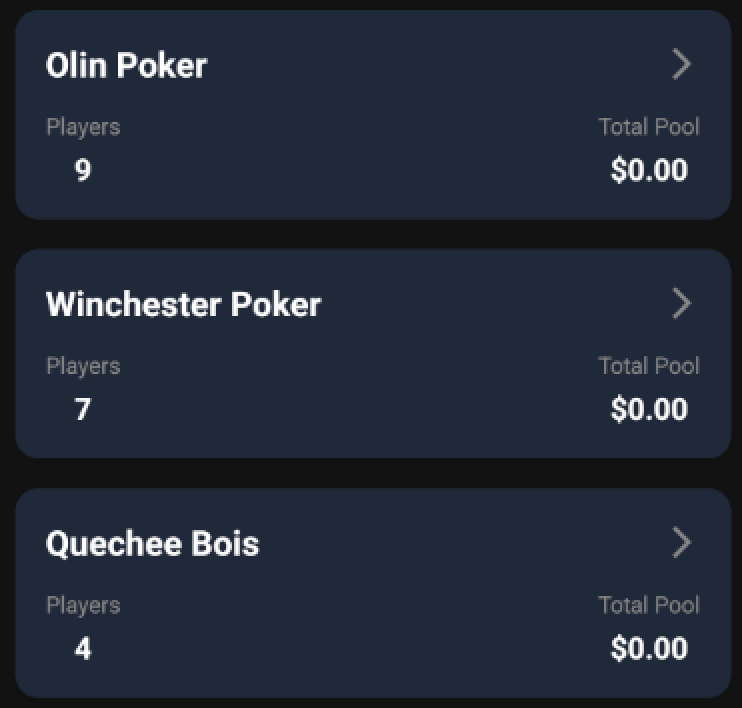 Olin Poker
Players Total Pool
9 $0.00
Winchester Poker
Players Total Pool
7 $0.00
Quechee Bois
Players Total Pool
4 $0.00